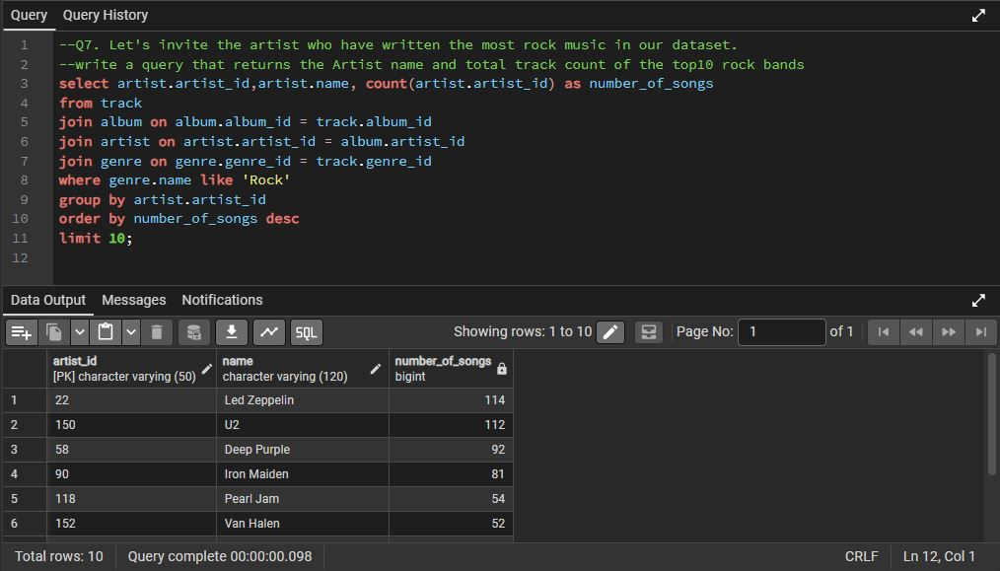 Query Query History
1 --Q7. Let's invite the artist who have written the most rock music in our dataset.
2 --write a query that returns the Artist name and total track count of the top10 rock bands
3 select artist.artist_id,artist.name, count(artist.artist_id) as number_of_songs
4 from track
5 join album on album.album_id = track.album_id
6 join artist on artist.artist_id = album.artist_id
7 join genre on genre.genre_id = track.genre_id
8 where genre.name like 'Rock'
9 group by artist.artist_id
10 order by number_of_songs desc
11 limit 10;
12
Data Output Messages Notifications
SQL Showing rows: 1 to 10 Page No: 1 of 1
artist_id name number_of_songs
[PK] character varying (50) character varying (120) bigint
1 22 Led Zeppelin 114
2 150 U2 112
3 58 Deep Purple 92
4 90 Iron Maiden 81
5 118 Pearl Jam 54
6 152 Van Halen 52
Total rows: 10 Query complete 00:00:00.098 CRLF Ln 12, Col 1